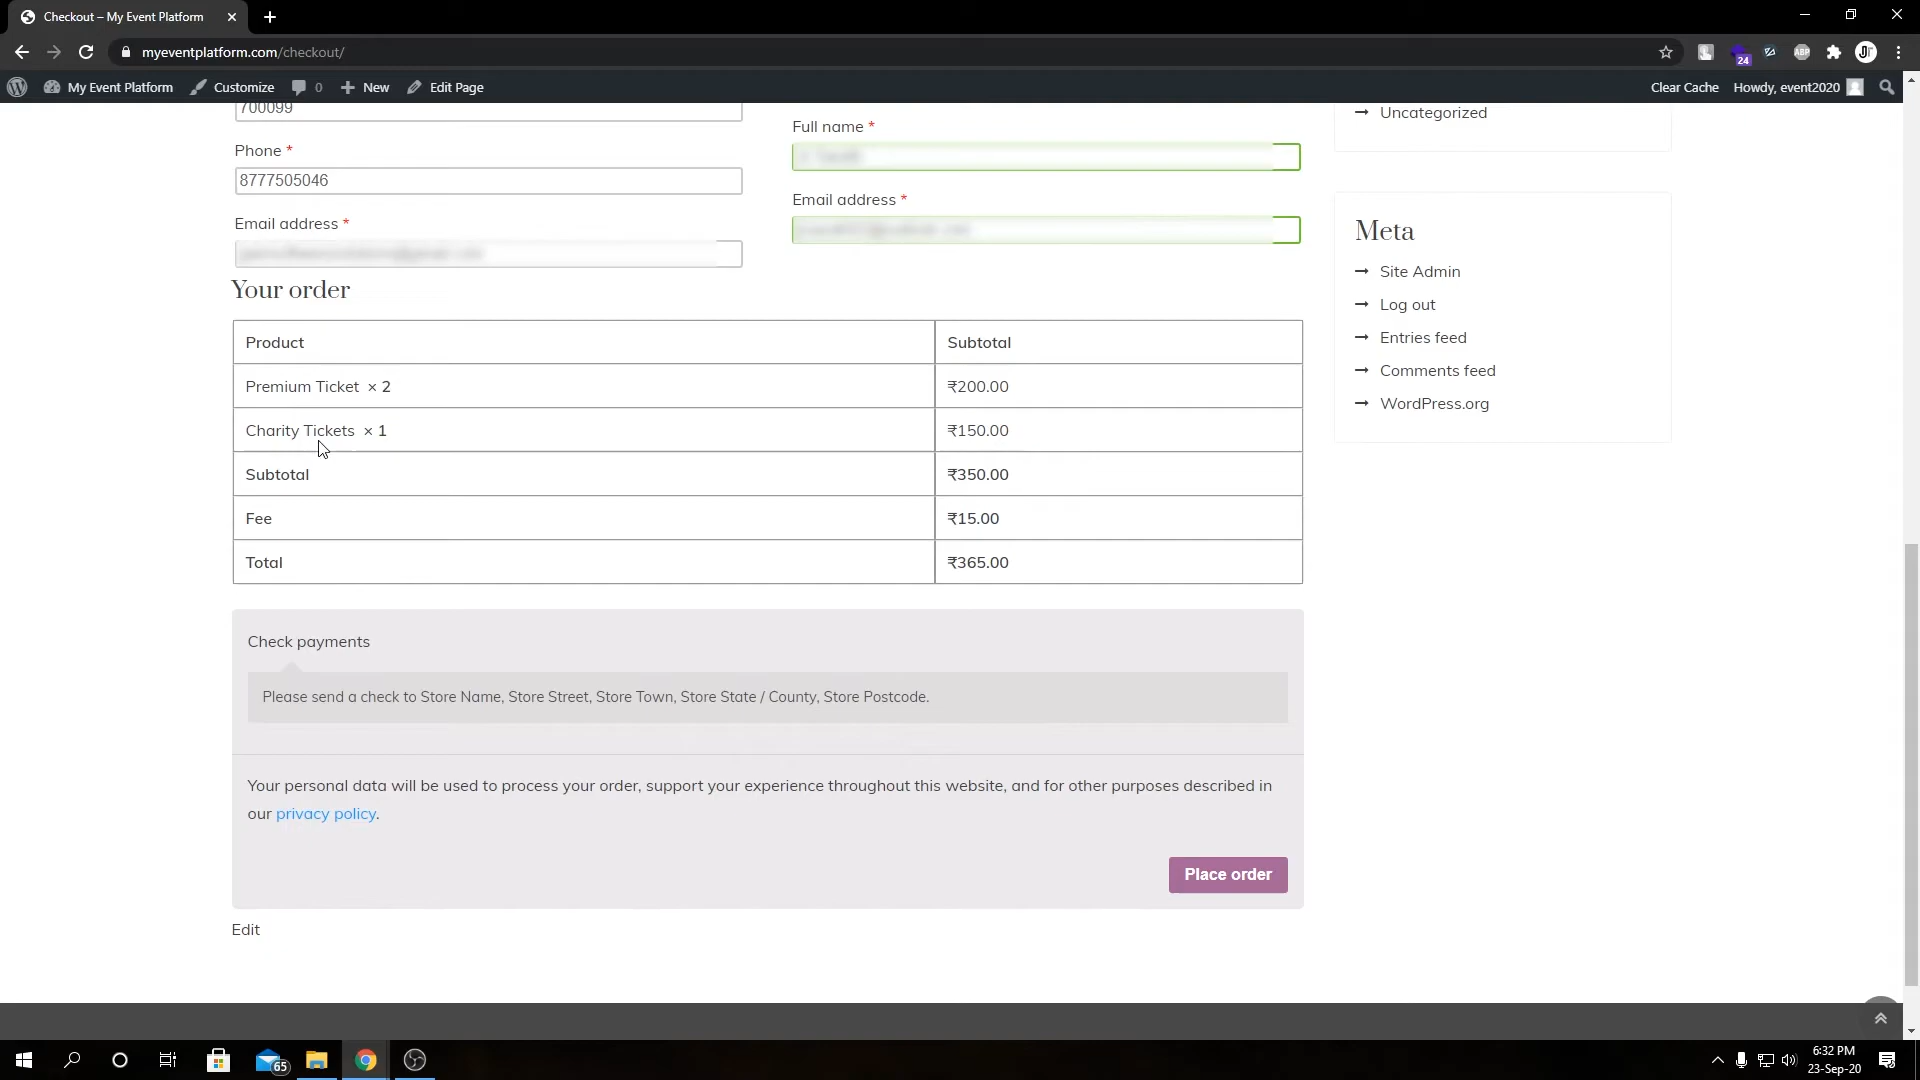 Checkout – My Event Platform
myeventplatform.com/checkout/
24
ABP
My Event Platform
Customize
0
New
Edit Page
Clear Cache
Howdy, event2020
700099
Phone *
8777505046
Email address *
Full name *
Email address *
Uncategorized
Meta
Site Admin
Log out
Entries feed
Comments feed
WordPress.org
Your order
Product Subtotal
Premium Ticket × 2 ₹200.00
Charity Tickets × 1 ₹150.00
Subtotal ₹350.00
Fee ₹15.00
Total ₹365.00
Check payments
Please send a check to Store Name, Store Street, Store Town, Store State / County, Store Postcode.
Your personal data will be used to process your order, support your experience throughout this website, and for other purposes described in
our privacy policy.
Place order
Edit
65
6:32 PM
23-Sep-20